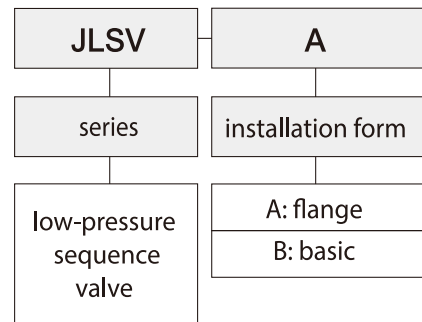 JLSV
A
series
installation form
low-pressure
sequence
valve
A: flange
B: basic